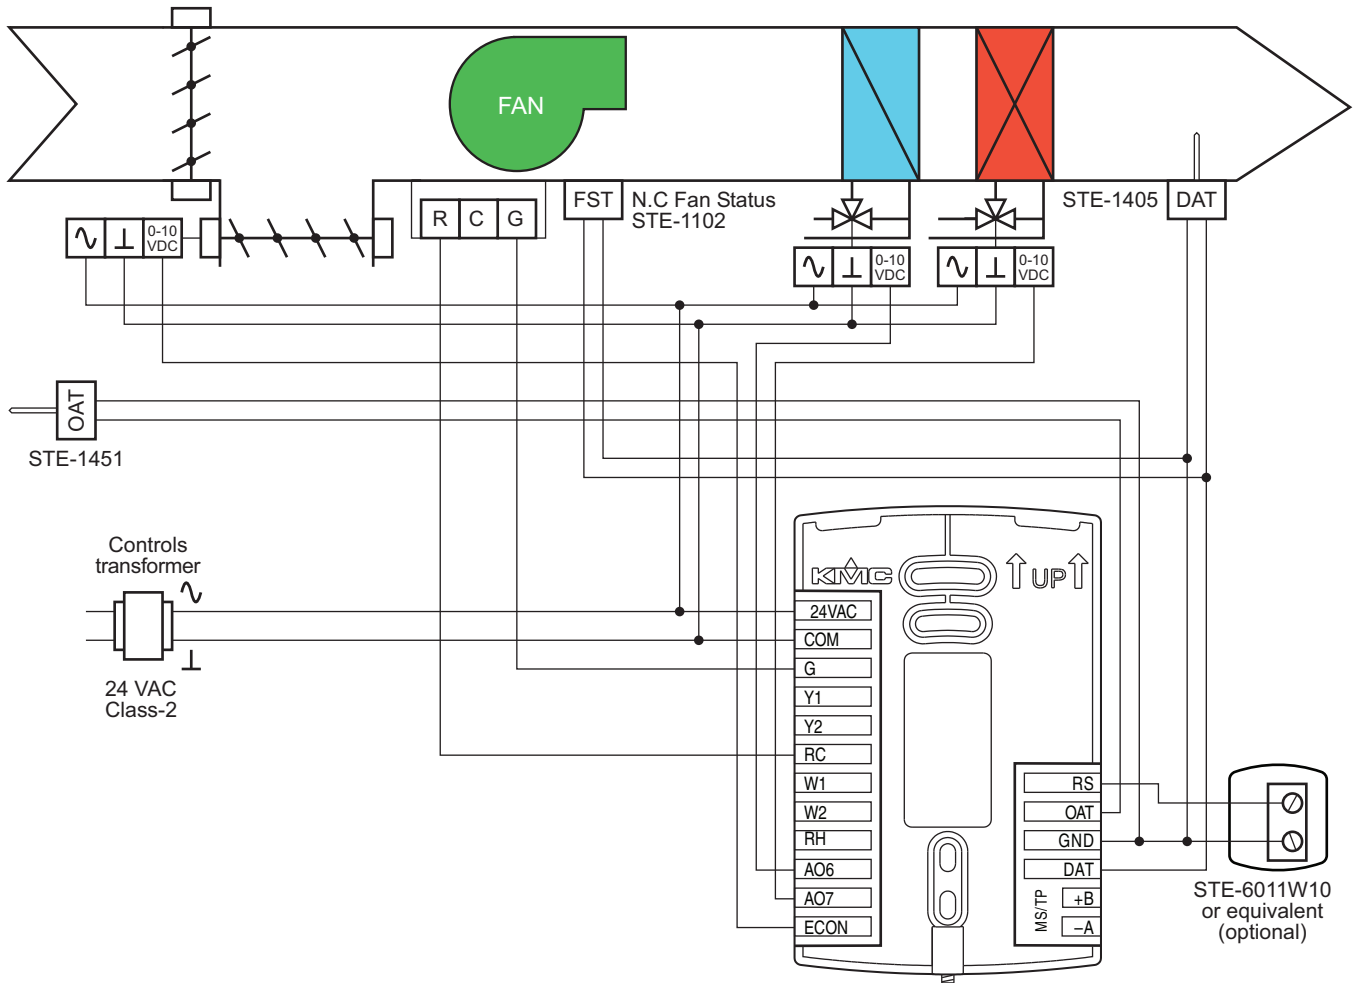 FAN
R C G
FST
N.C Fan Status
STE-1102
STE-1405
DAT
0-10
VDC
0-10
VDC
0-10
VDC
OAT
STE-1451
Controls
transformer
24 VAC
Class-2
KMC
UP
24VAC
COM
G
Y1
Y2
RC
W1
W2
RH
AO6
AO7
ECON
RS
OAT
GND
DAT
MS/TP
+B
–A
STE-6011W10
or equivalent
(optional)